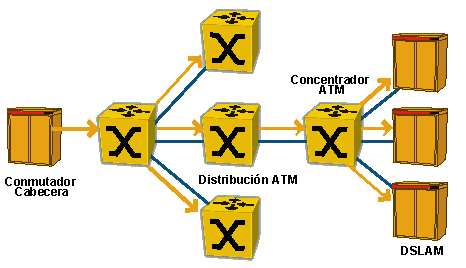 Concentrador
ATM
Conmutador
Cabecera
Distribución ATM
DSLAM